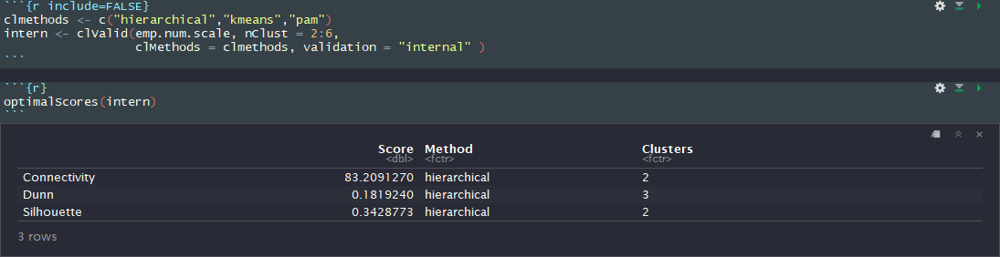 ```{r include=FALSE}
clmethods <- c("hierarchical","kmeans","pam")
intern <- clValid(emp.num.scale, nClust = 2:6,
                  clMethods = clmethods, validation = "internal" )
```
```{r}
optimalScores(intern)
```
Score Method Clusters
<dbl> <fctr> <fctr>
Connectivity 83.2091270 hierarchical 2
Dunn 0.1819240 hierarchical 3
Silhouette 0.3428773 hierarchical 2
3 rows